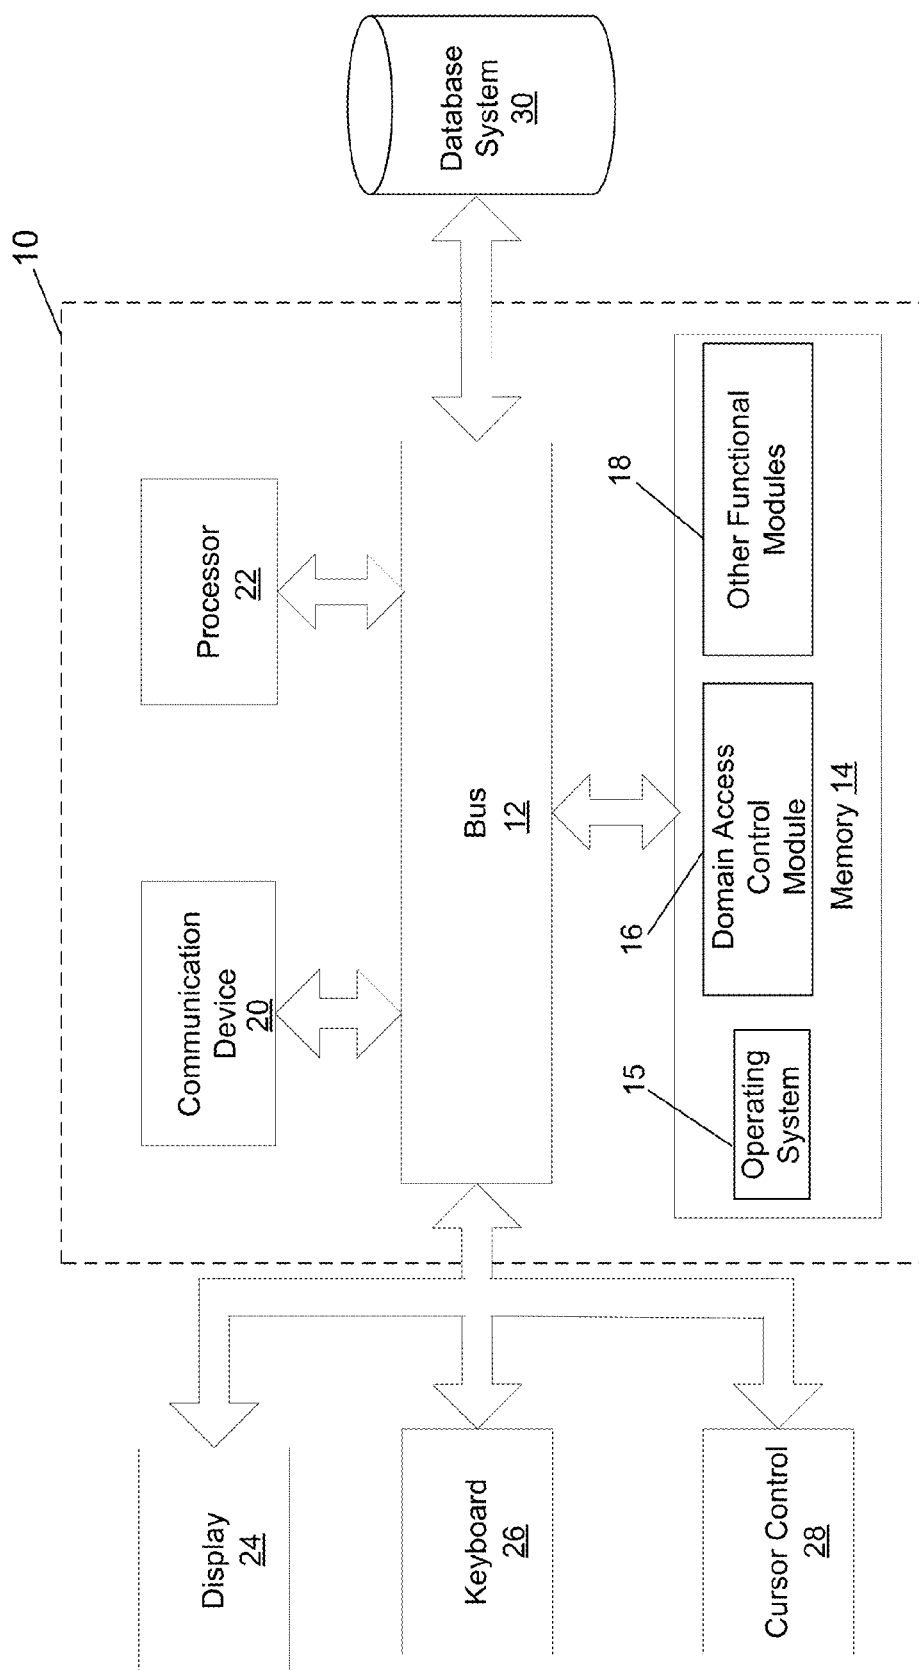 10
Display
24
Keyboard
26
Cursor Control
28
Communication
Device
20
Processor
22
Bus
12
15
Operating
System
16
Domain Access
Control
Module
18
Other Functional
Modules
Memory 14
Database
System
30